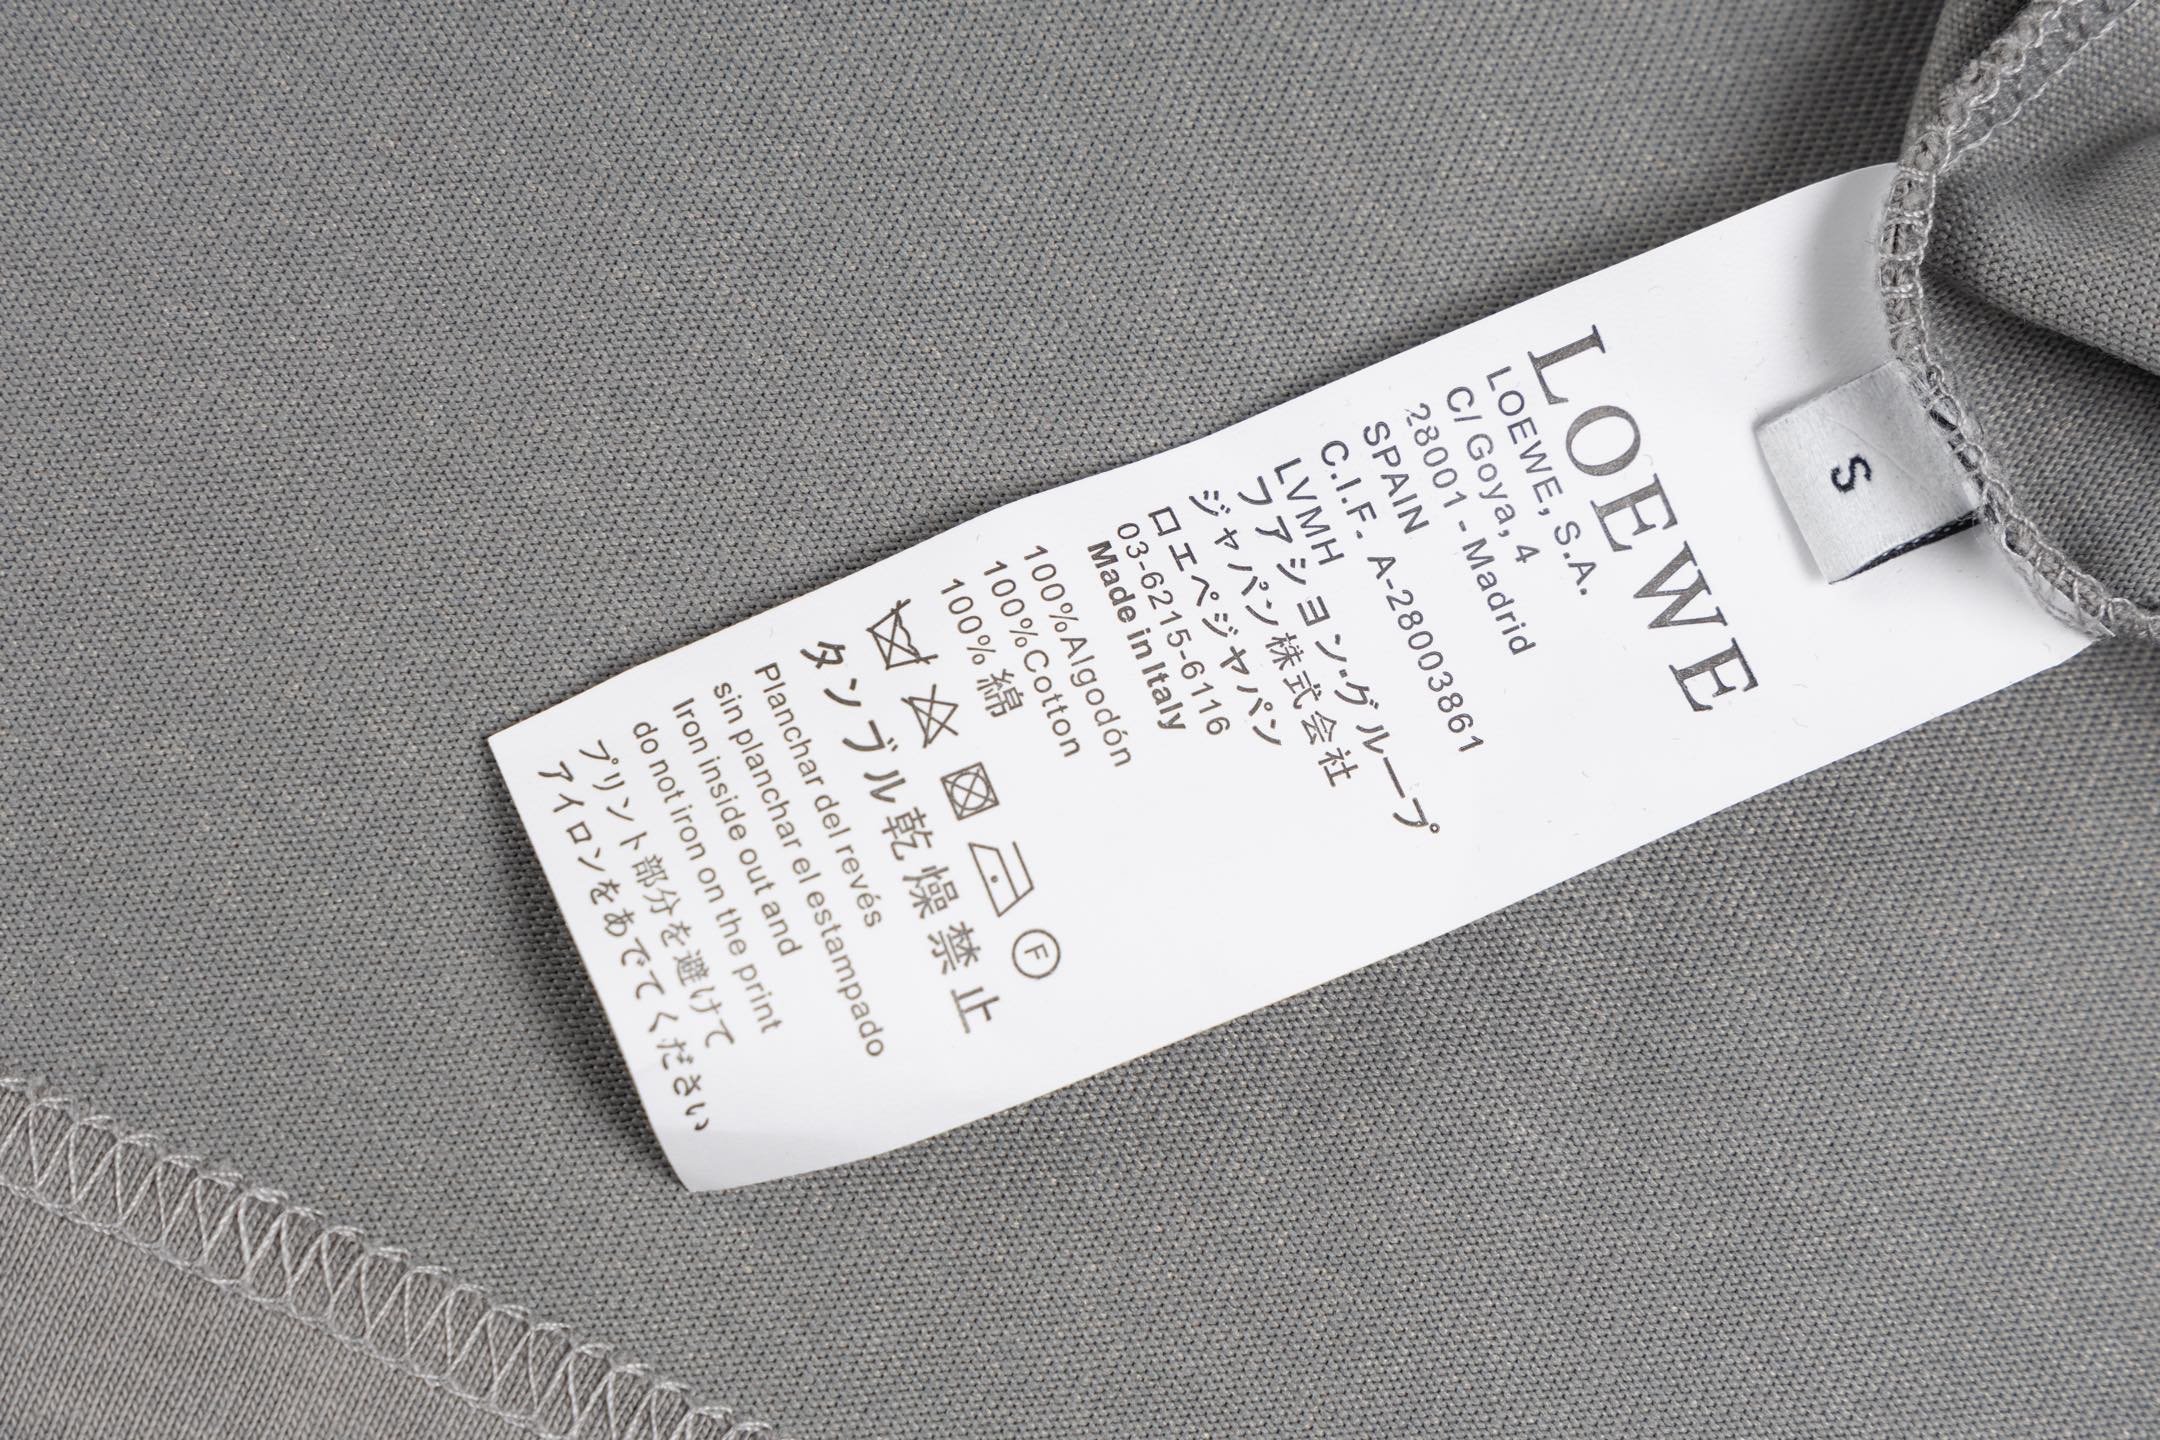 S
LOEWE
LOEWE, S.A.
C/ Goya, 4
28001 - Madrid
SPAIN
C.I.F - A-28003861
LVMH
ファション·グループ
ジャパン株式会社
ロエペジヤパン
03-6215-6116
Made in Italy
100%Algodón
100%Cotton
100%綿
F
タンブル乾燥禁止
Planchar del revés
sin planchar el estampado
Iron inside out and
do not iron on the print
プリント部分を避けて
アイロンをあでてください